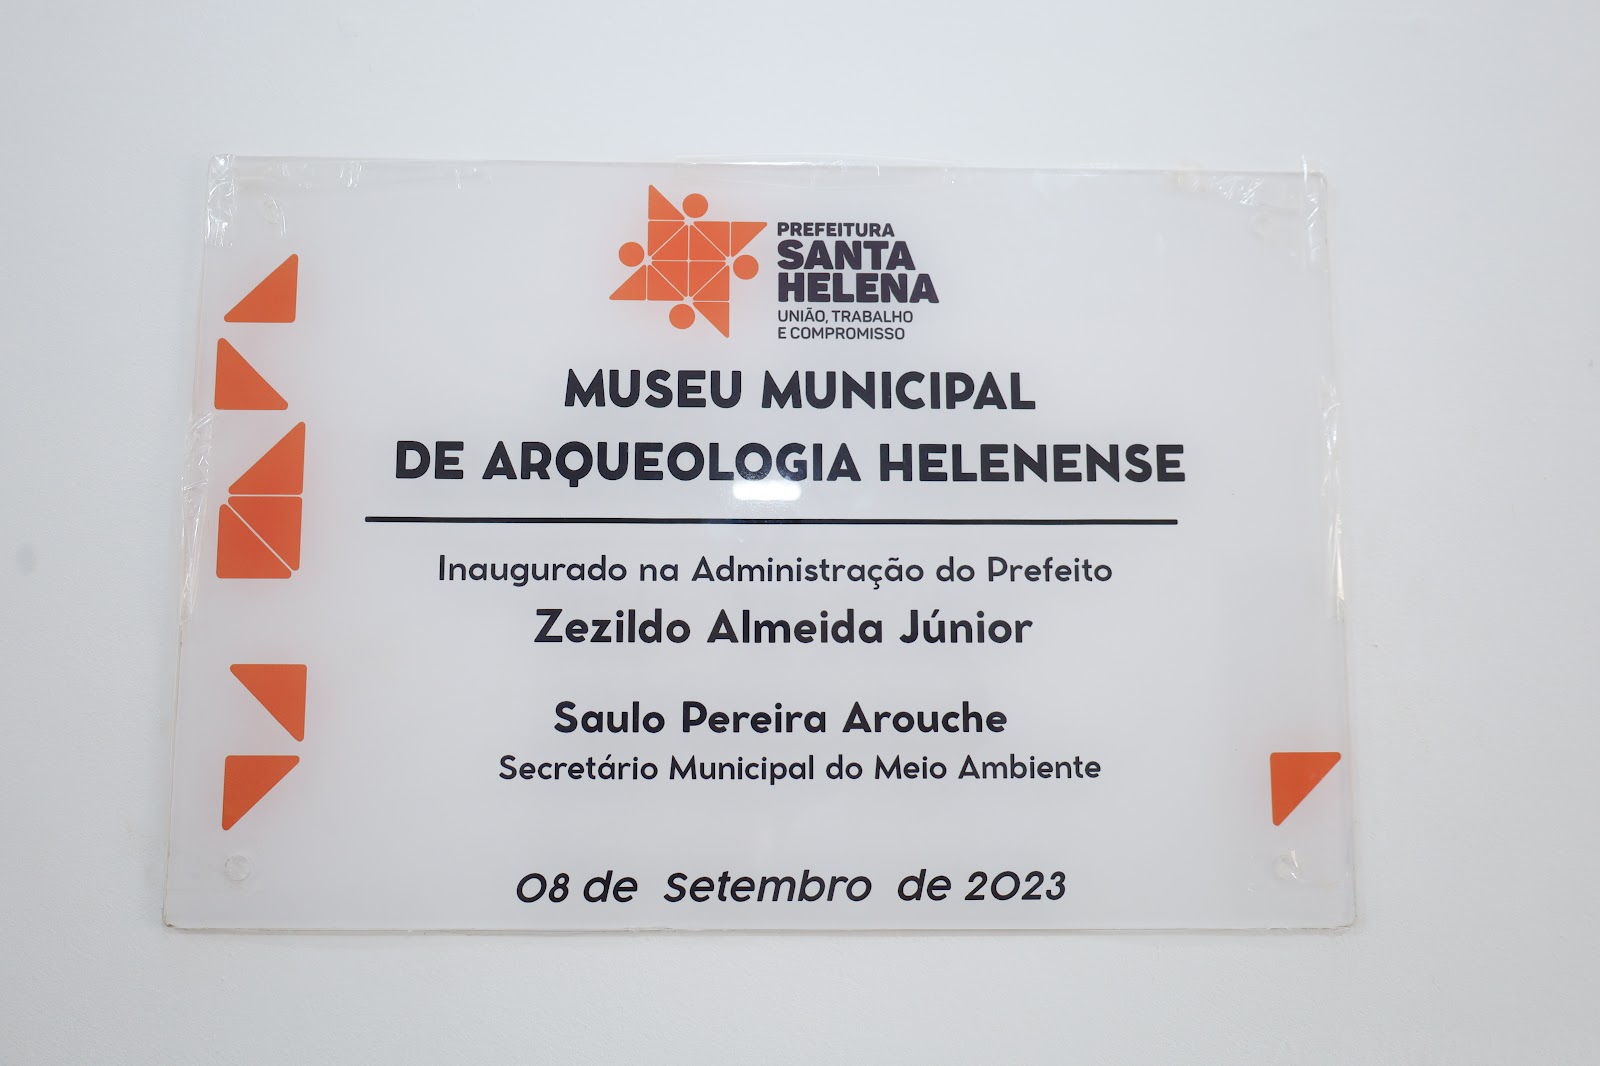 PREFEITURA
SANTA
HELENA
UNIÃO, TRABALHO
E COMPROMISSO
MUSEU MUNICIPAL
DE ARQUEOLOGIA HELENENSE
Inaugurado na Administração do Prefeito
Zezildo Almeida Júnior
Saulo Pereira Arouche
Secretário Municipal do Meio Ambiente
08 de Setembro de 2023